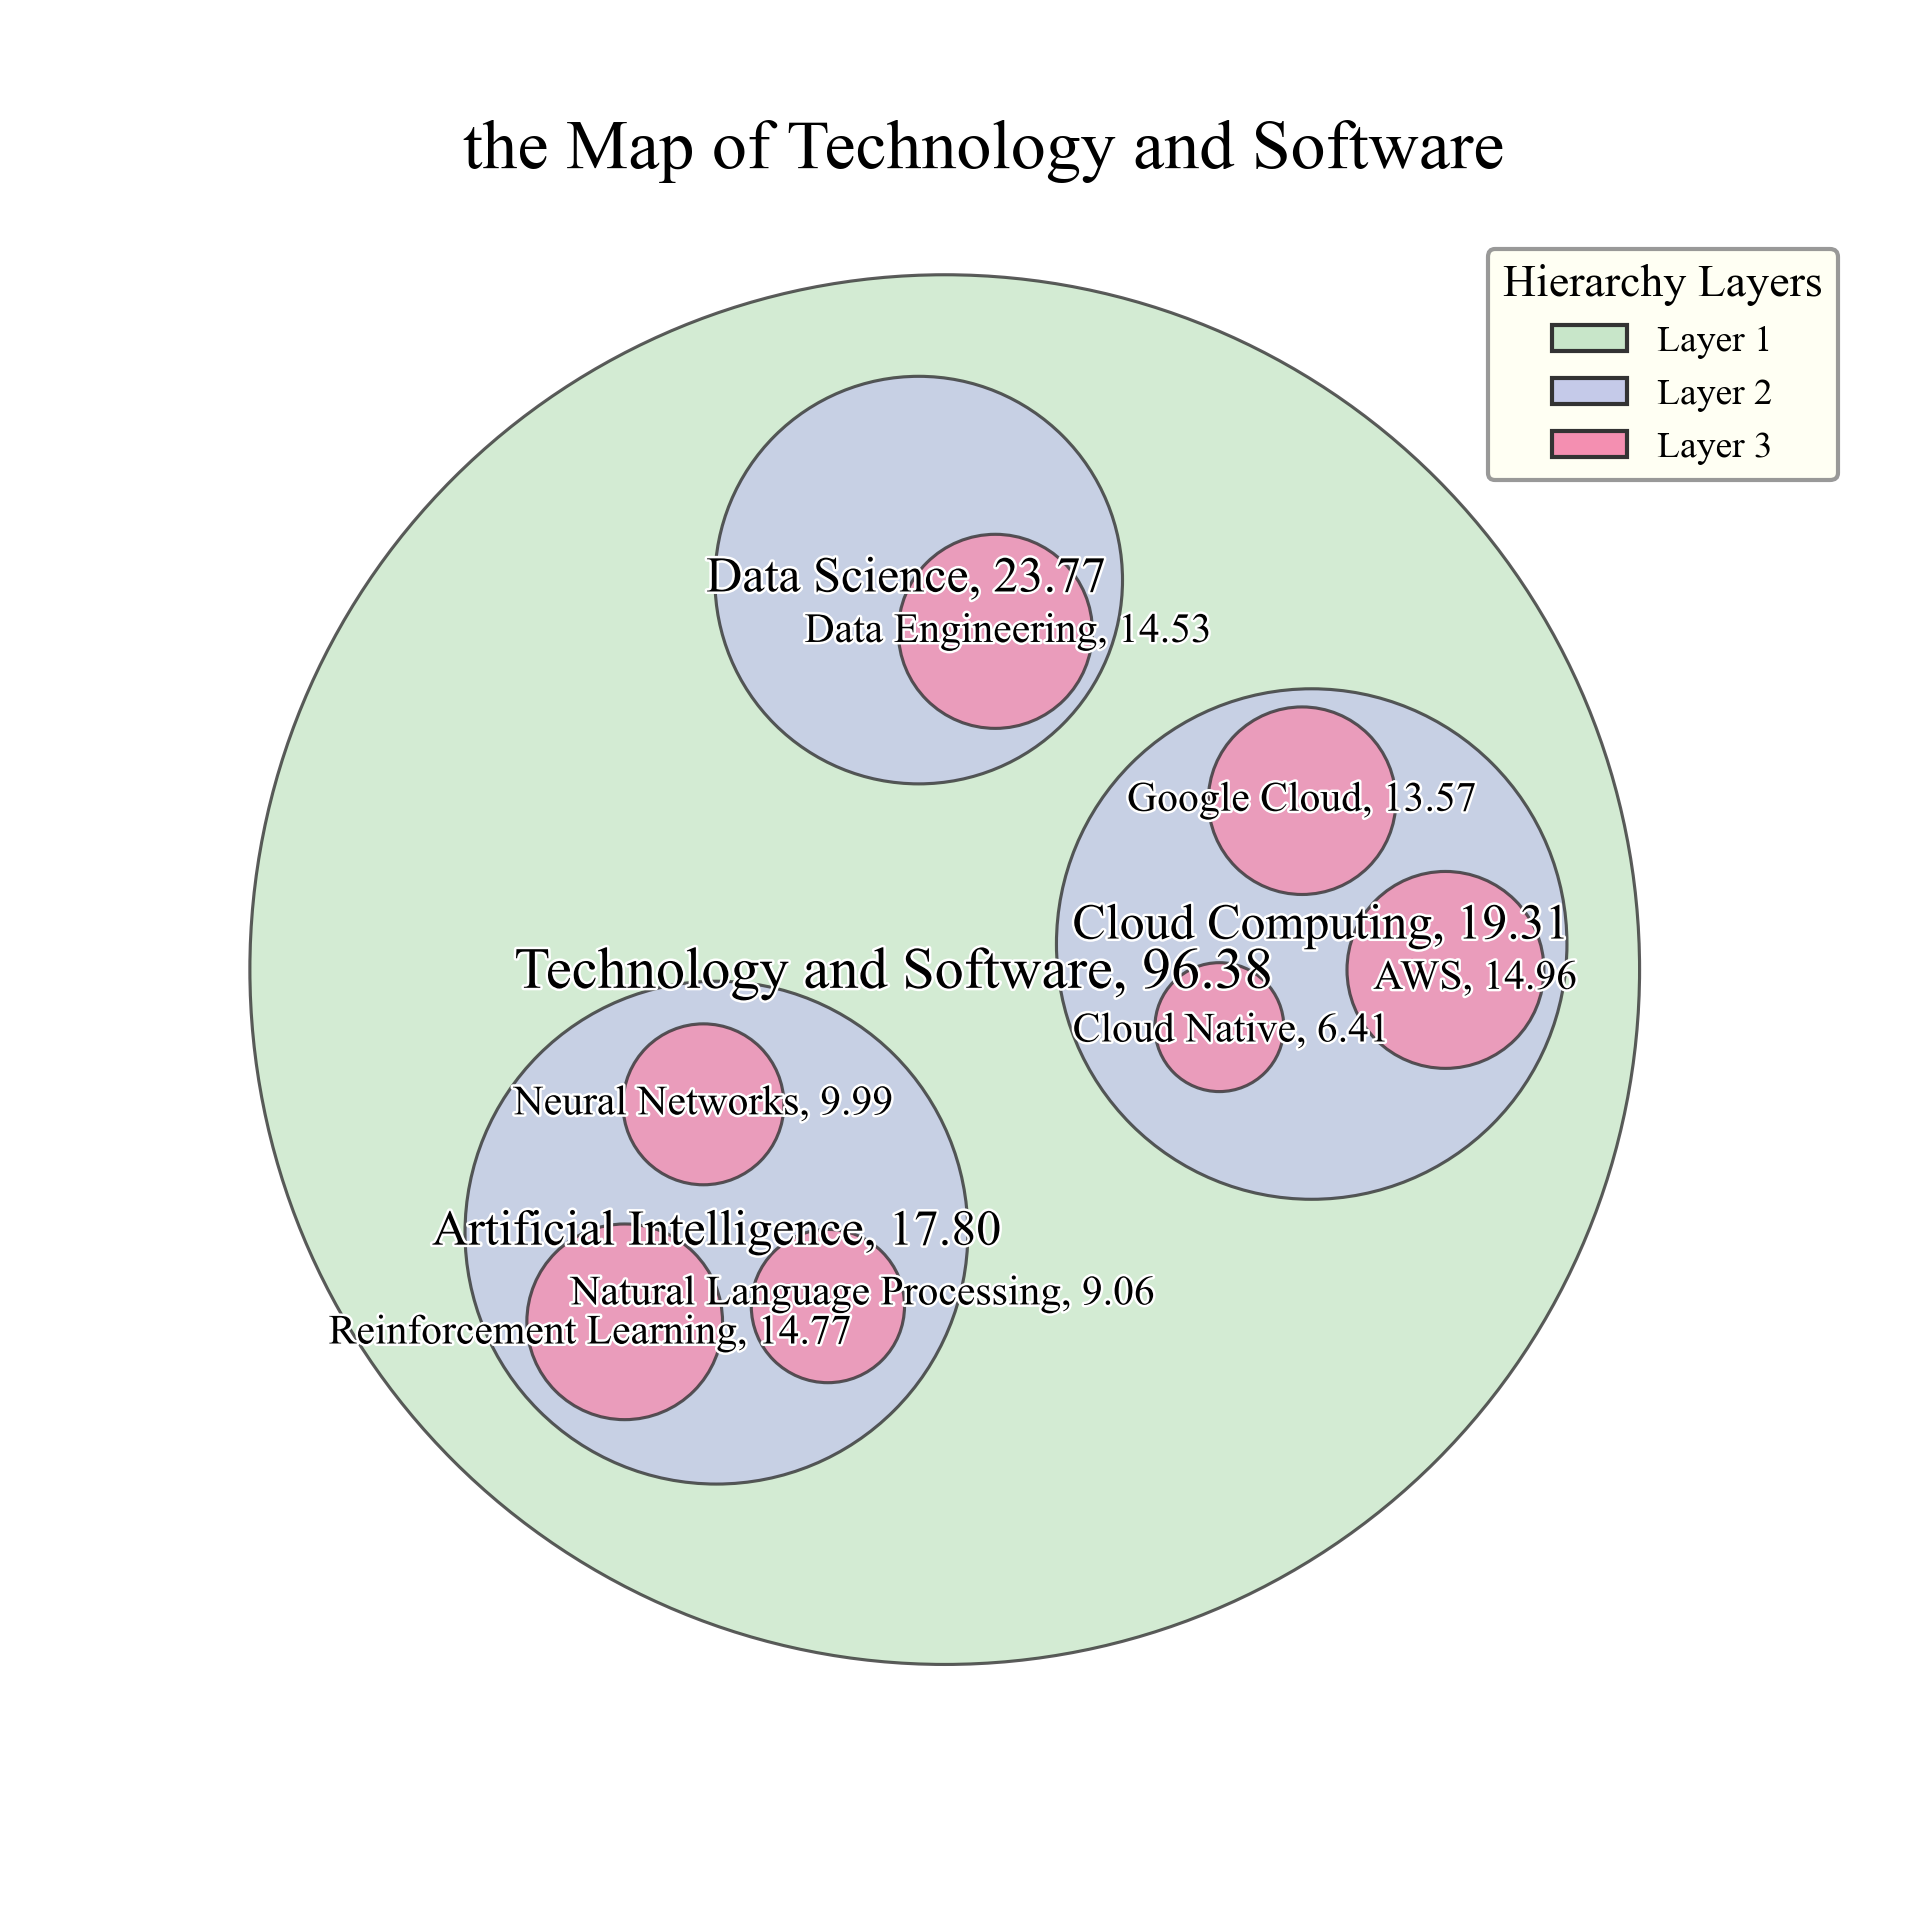 the Map of Technology and Software
Hierarchy Layers
Layer 1
Layer 2
Layer 3
Data Science, 23.77
Data Engineering, 14.53
Google Cloud, 13.57
Cloud Computing, 19.31
Technology and Software, 96.38
AWS, 14.96
Cloud Native, 6.41
Neural Networks, 9.99
Artificial Intelligence, 17.80
Natural Language Processing, 9.06
Reinforcement Learning, 14.77